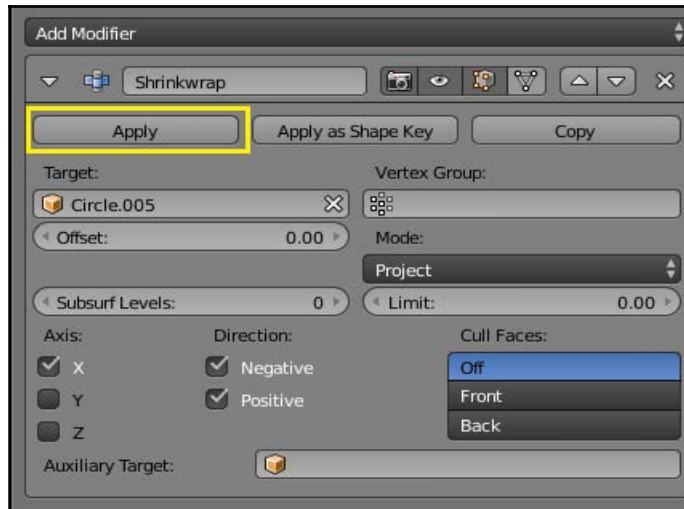 Add Modifier
Shrinkwrap
Apply Apply as Shape Key Copy
Target: Vertex Group:
Circle.005
Offset: 0.00 Mode:
Project
Subsurf Levels: 0 Limit: 0.00
Axis: Direction: Cull Faces:
X Negative Off
Y Positive Front
Z Back
Auxiliary Target: